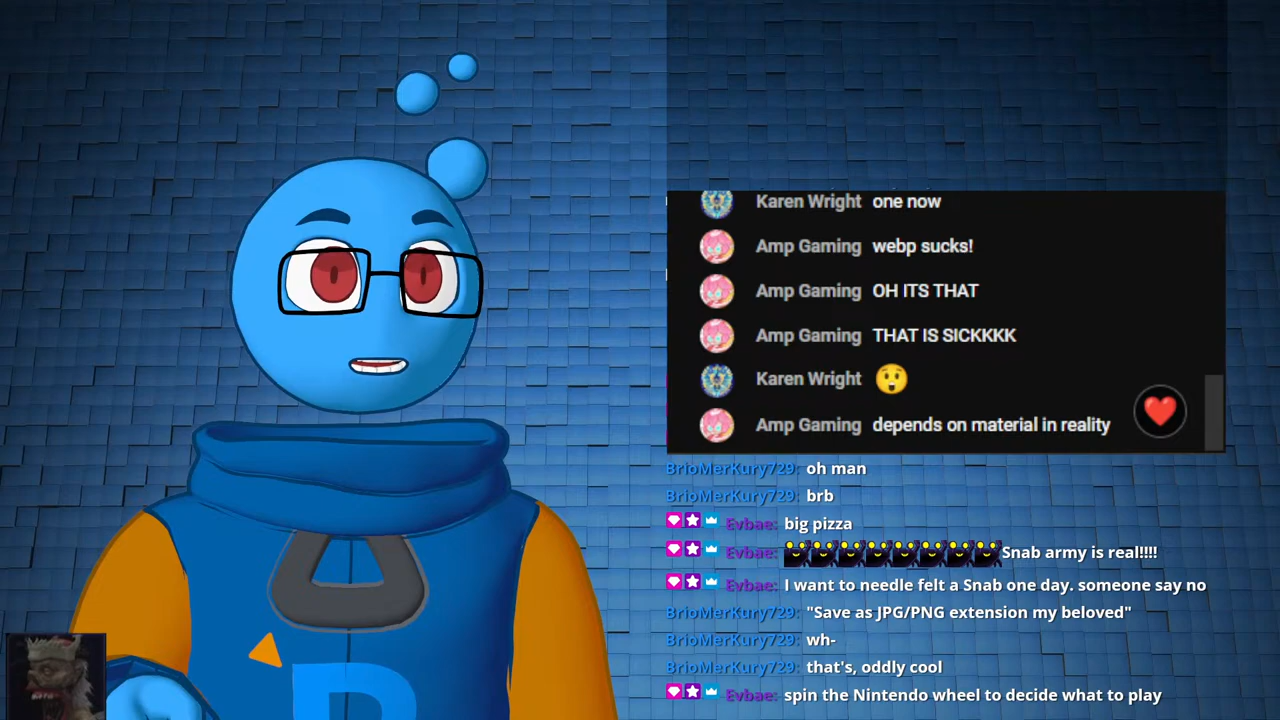 Karen Wright one now
Amp Gaming webp sucks!
Amp Gaming OH ITS THAT
Amp Gaming THAT IS SICKKKK
Karen Wright 😲
Amp Gaming depends on material in reality
BrioMerKury729: oh man
BrioMerKury729: brb
Evbae: big pizza
Evbae: Snab army is real!!!!
Evbae: I want to needle felt a Snab one day. someone say no
BrioMerKury729: "Save as JPG/PNG extension my beloved"
BrioMerKury729: wh-
BrioMerKury729: that's, oddly cool
Evbae: spin the Nintendo wheel to decide what to play